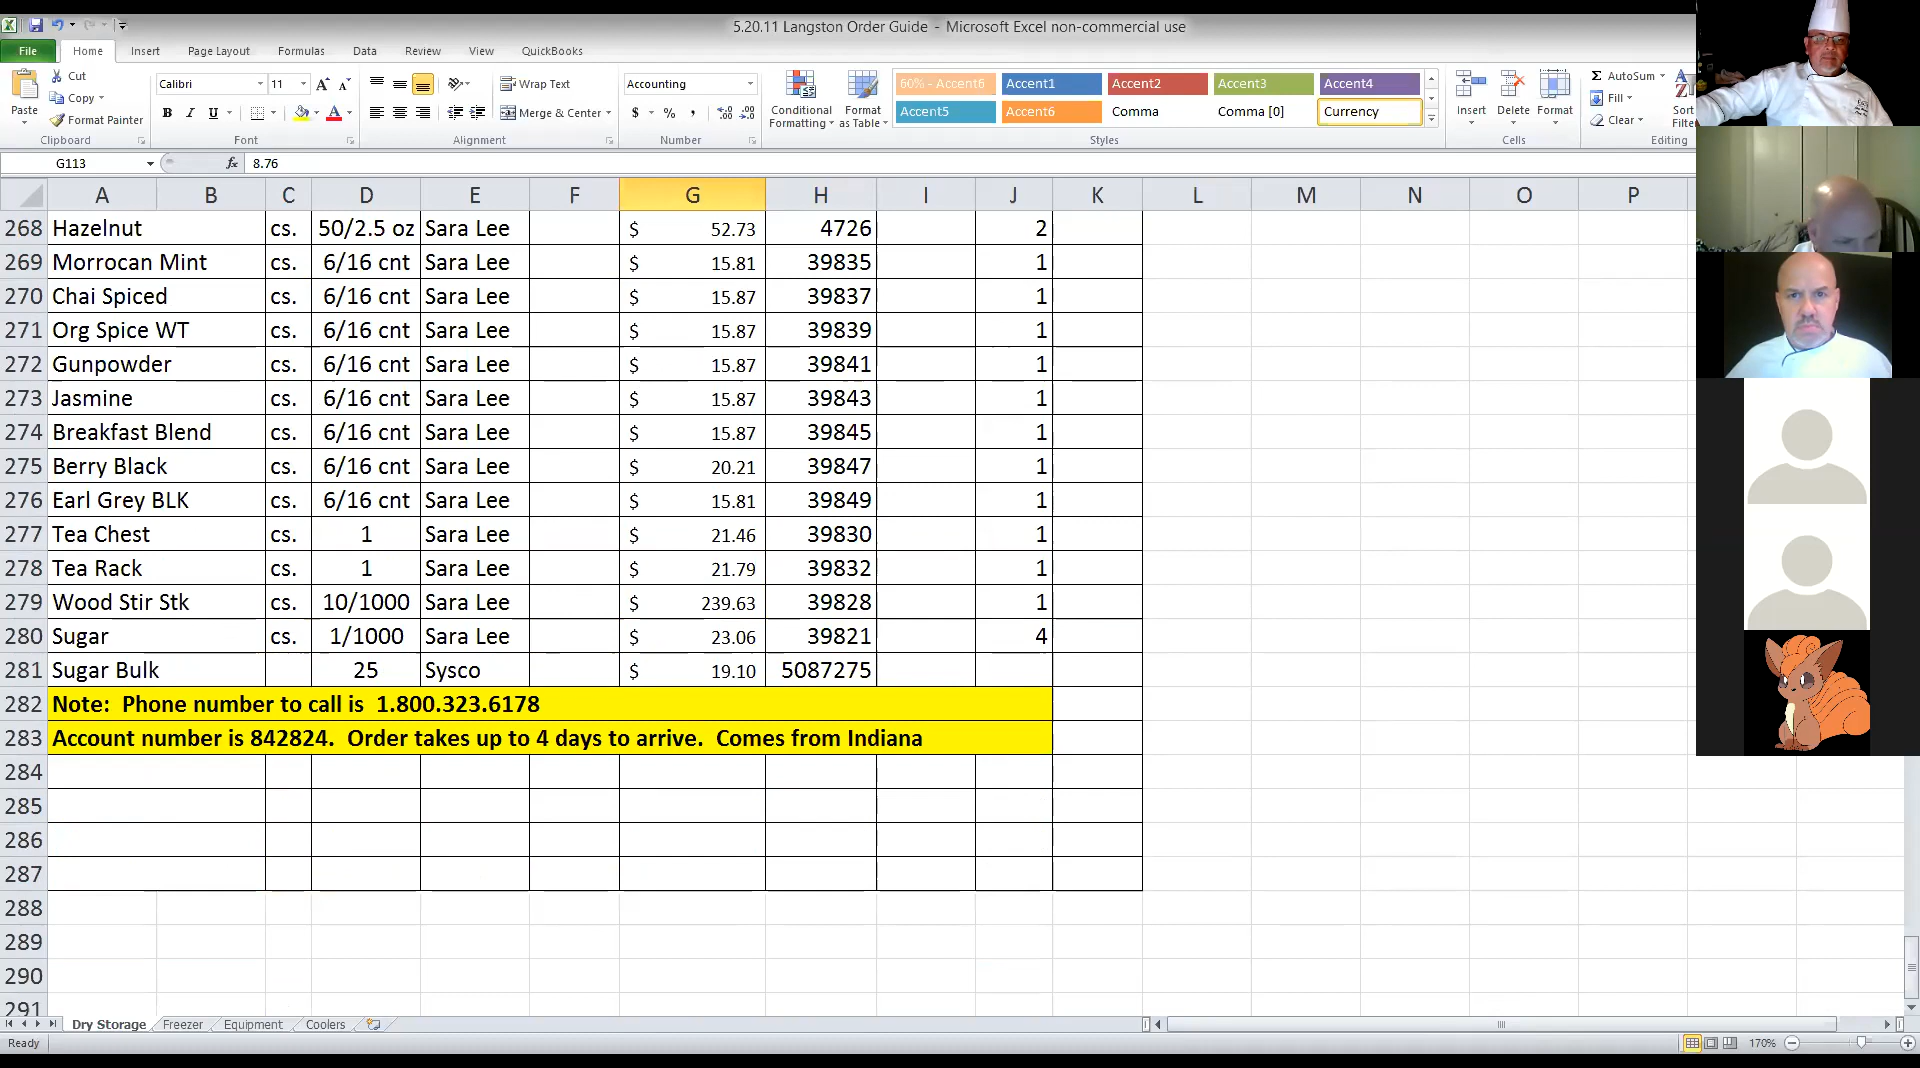 5.20.11 Langston Order Guide - Microsoft Excel non-commercial use
File Home Insert Page Layout Formulas Data Review View QuickBooks
Paste Cut Copy Format Painter Clipboard
Calibri 11 B I U Font
Wrap Text Merge & Center Alignment
Accounting $ % , Number
Conditional Formatting Format as Table
60% - Accent6 Accent1 Accent2 Accent3 Accent4
Accent5 Accent6 Comma Comma [0] Currency
Styles
Insert Delete Format Cells
AutoSum Fill Clear Sort Filter Editing
G113 fx 8.76
A B C D E F G H I J K L M N O P
268 Hazelnut cs. 50/2.5 oz Sara Lee $ 52.73 4726 2
269 Morrocan Mint cs. 6/16 cnt Sara Lee $ 15.81 39835 1
270 Chai Spiced cs. 6/16 cnt Sara Lee $ 15.87 39837 1
271 Org Spice WT cs. 6/16 cnt Sara Lee $ 15.87 39839 1
272 Gunpowder cs. 6/16 cnt Sara Lee $ 15.87 39841 1
273 Jasmine cs. 6/16 cnt Sara Lee $ 15.87 39843 1
274 Breakfast Blend cs. 6/16 cnt Sara Lee $ 15.87 39845 1
275 Berry Black cs. 6/16 cnt Sara Lee $ 20.21 39847 1
276 Earl Grey BLK cs. 6/16 cnt Sara Lee $ 15.81 39849 1
277 Tea Chest cs. 1 Sara Lee $ 21.46 39830 1
278 Tea Rack cs. 1 Sara Lee $ 21.79 39832 1
279 Wood Stir Stk cs. 10/1000 Sara Lee $ 239.63 39828 1
280 Sugar cs. 1/1000 Sara Lee $ 23.06 39821 4
281 Sugar Bulk 25 Sysco $ 19.10 5087275
282 Note: Phone number to call is 1.800.323.6178
283 Account number is 842824. Order takes up to 4 days to arrive. Comes from Indiana
284
285
286
287
288
289
290
291
Dry Storage Freezer Equipment Coolers
Ready 170%